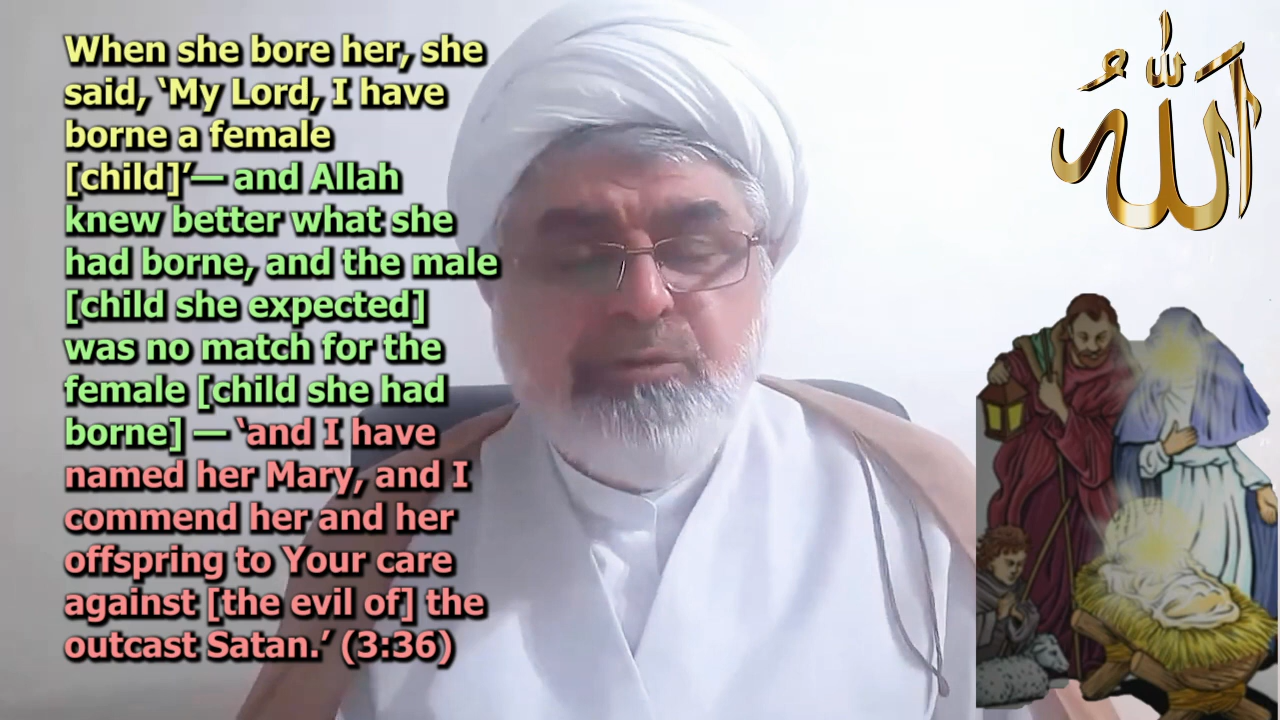 When she bore her, she
said, ‘My Lord, I have
borne a female
[child]’— and Allah
knew better what she
had borne, and the male
[child she expected]
was no match for the
female [child she had
borne] — ‘and I have
named her Mary, and I
commend her and her
offspring to Your care
against [the evil of] the
outcast Satan.’ (3:36)
الله